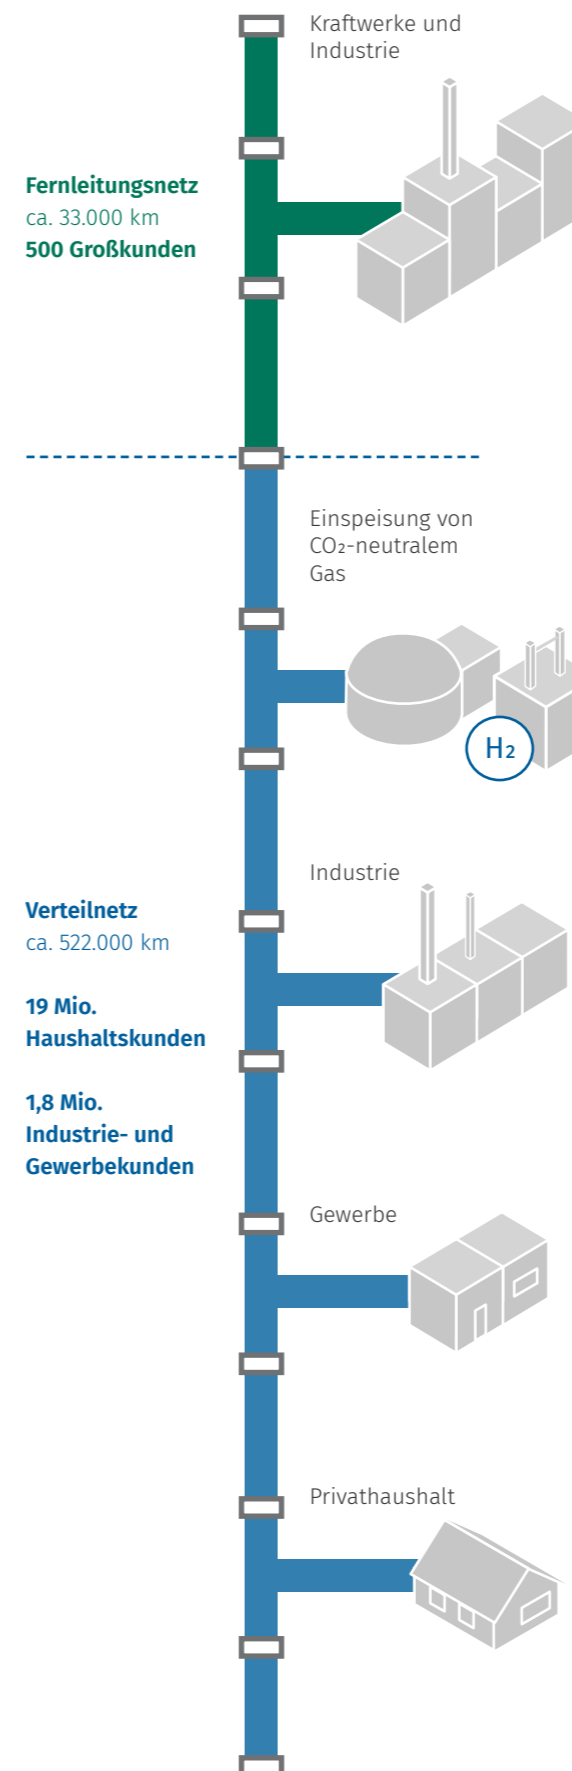 Kraftwerke und
Industrie
Fernleitungsnetz
ca. 33.000 km
500 Großkunden
Einspeisung von
CO₂-neutralem
Gas
H₂
Industrie
Verteilnetz
ca. 522.000 km
19 Mio.
Haushaltskunden
1,8 Mio.
Industrie- und
Gewerbekunden
Gewerbe
Privathaushalt